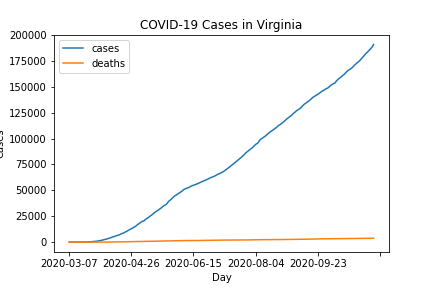 COVID-19 Cases in Virginia
cases
deaths
200000
175000
150000
125000
100000
75000
50000
25000
0
cases
2020-03-07 2020-04-26 2020-06-15 2020-08-04 2020-09-23
Day